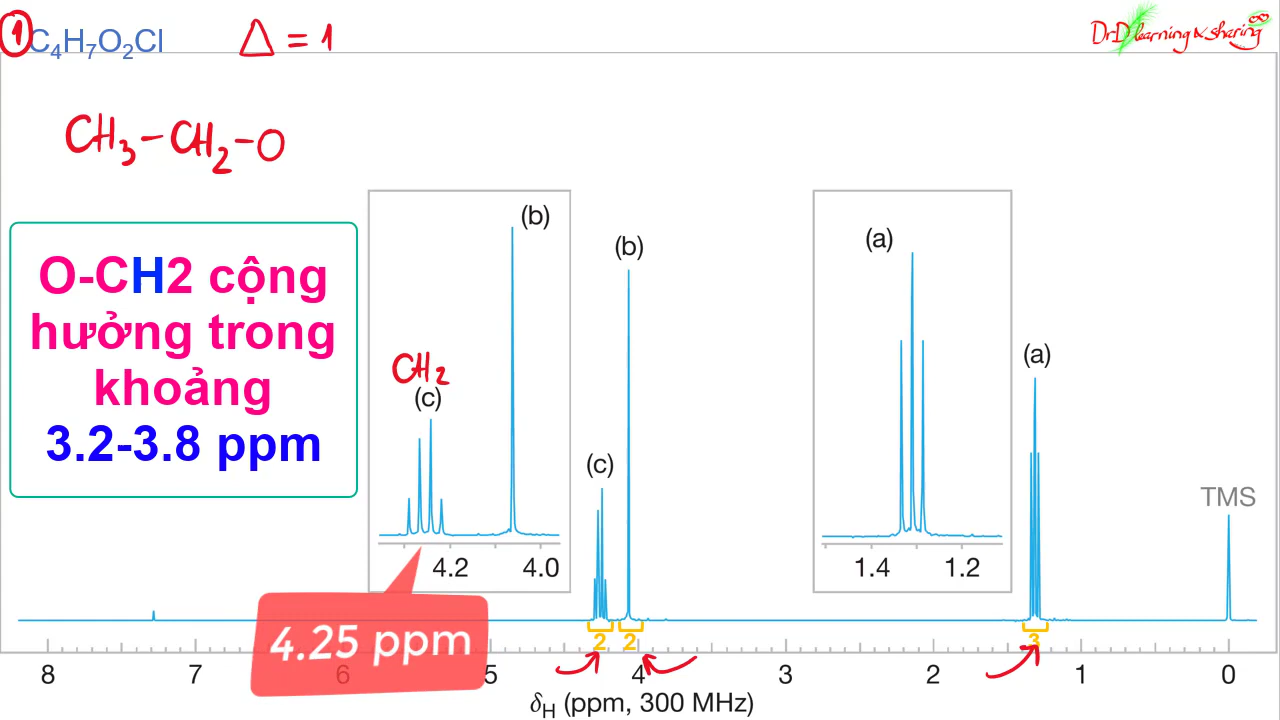 1
C₄H₇O₂Cl
Δ = 1
DrD learning & sharing
CH₃-CH₂-O
O-CH2 cộng
hưởng trong
khoảng
3.2-3.8 ppm
(b)
CH₂
(c)
4.2 4.0
(c)
(b)
(a)
1.4 1.2
(a)
TMS
4.25 ppm
2 2 3
8 7 6 5 4 3 2 1 0
δH (ppm, 300 MHz)